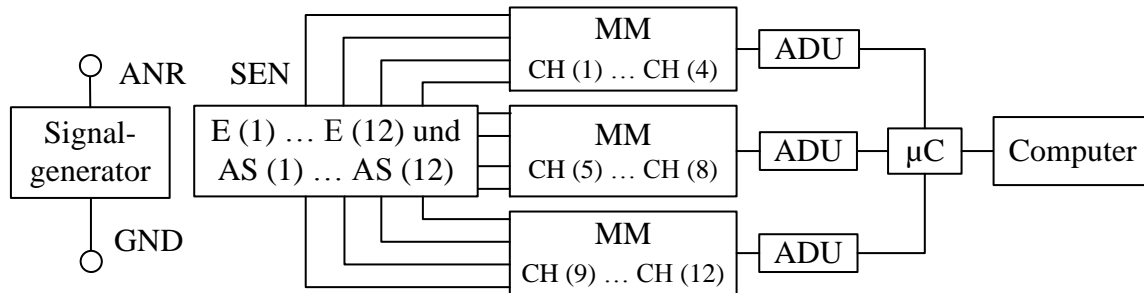 ANR
Signal-
generator
GND
SEN
E (1) … E (12) und
AS (1) … AS (12)
MM
CH (1) … CH (4)
MM
CH (5) … CH (8)
MM
CH (9) … CH (12)
ADU
ADU
ADU
μC
Computer